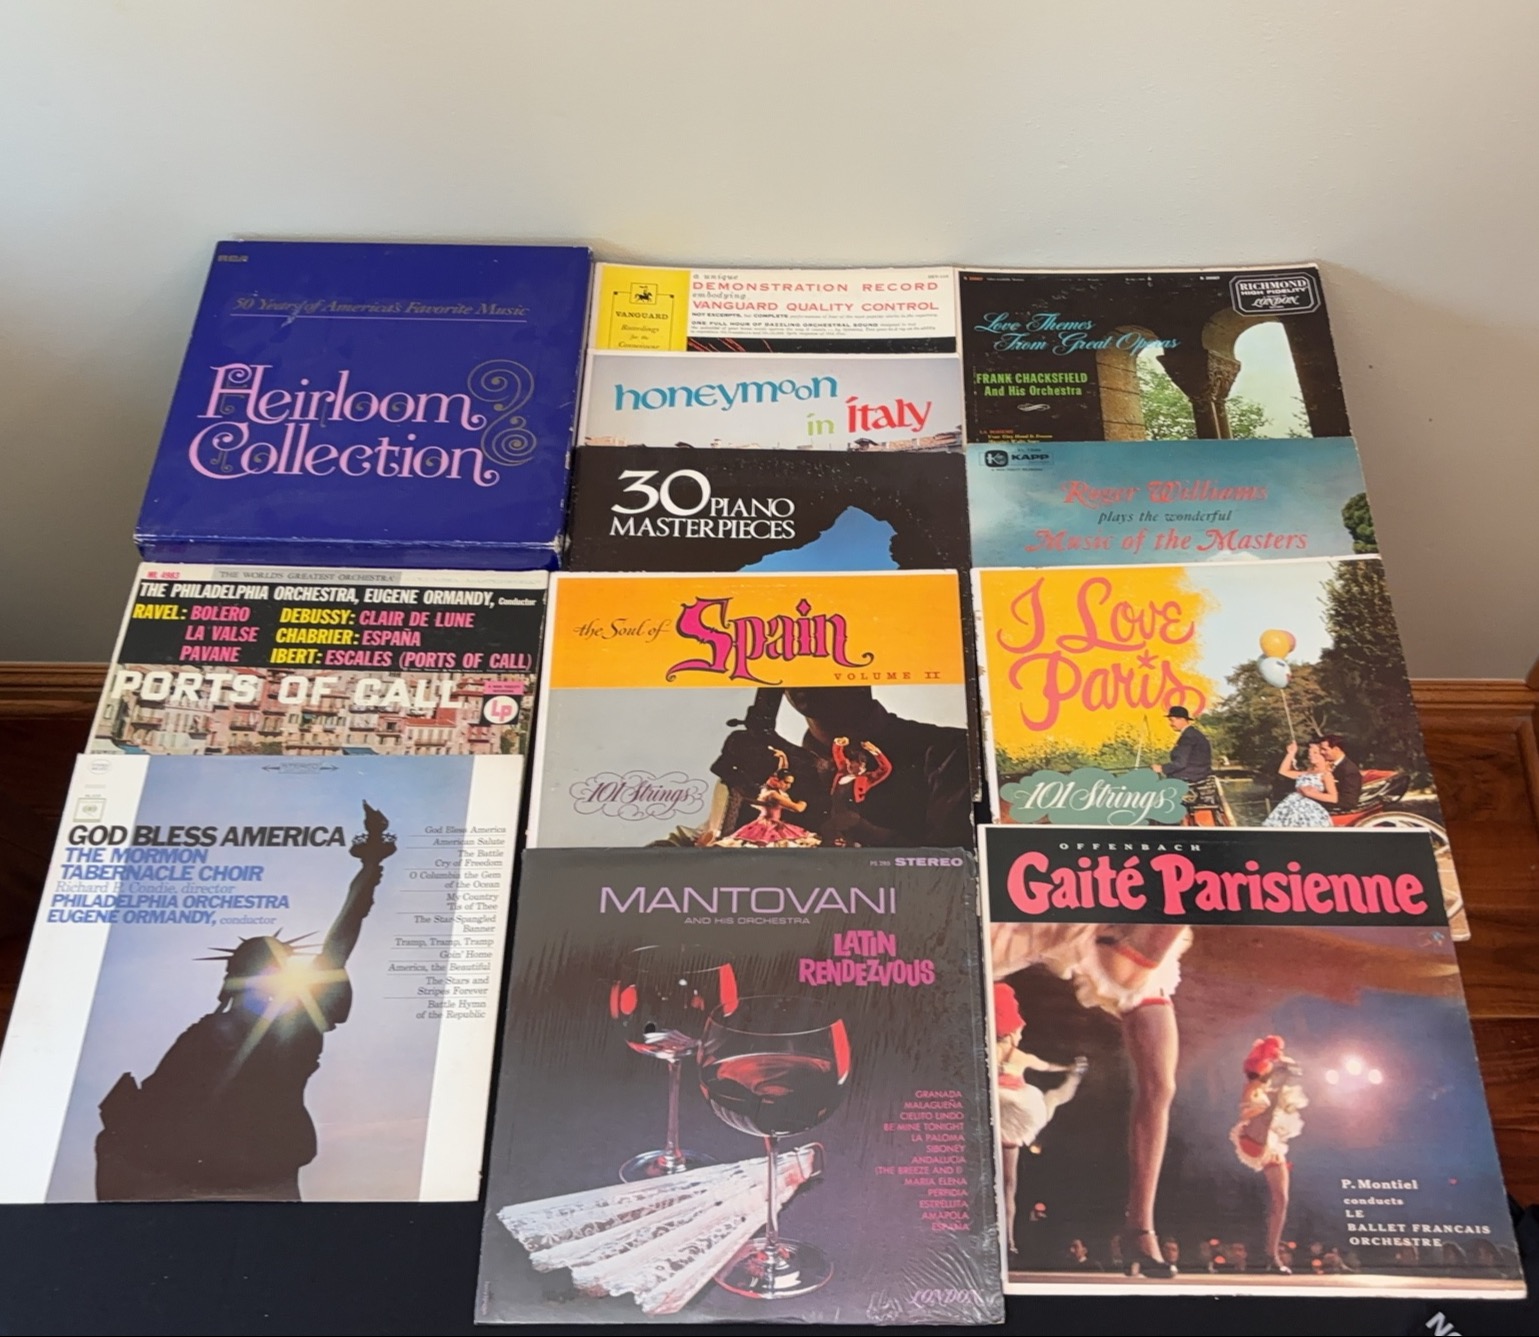 RCA
50 Years of America's Favorite Music
Heirloom
Collection
a unique
DEMONSTRATION RECORD
embodying
VANGUARD QUALITY CONTROL
VANGUARD
Recordings
for the
Connoisseur
honeymoon
in italy
30 PIANO
MASTERPIECES
RICHMOND
HIGH FIDELITY
LONDON
Love Themes
From Great Operas
FRANK CHACKSFIELD
And His Orchestra
KAPP
Roger Williams
plays the wonderful
Music of the Masters
ML 4983
"THE WORLD'S GREATEST ORCHESTRA"
THE PHILADELPHIA ORCHESTRA, EUGENE ORMANDY, Conductor
RAVEL: BOLERO
LA VALSE
PAVANE
DEBUSSY: CLAIR DE LUNE
CHABRIER: ESPAÑA
IBERT: ESCALES (PORTS OF CALL)
PORTS OF CALL
Lp
the Soul of
Spain
VOLUME II
101 Strings
I Love
Paris
101 Strings
GOD BLESS AMERICA
THE MORMON
TABERNACLE CHOIR
Richard P. Condie, director
PHILADELPHIA ORCHESTRA
EUGENE ORMANDY, conductor
God Bless America
American Salute
The Battle
Cry of Freedom
O Columbia the Gem
of the Ocean
My Country
'Tis of Thee
The Star-Spangled
Banner
Tramp, Tramp, Tramp
Goin' Home
America, the Beautiful
The Stars and
Stripes Forever
Battle Hymn
of the Republic
STEREO
MANTOVANI
AND HIS ORCHESTRA
LATIN
RENDEZVOUS
GRANADA
MALAGUEÑA
CIELITO LINDO
BE MINE TONIGHT
LA PALOMA
SIBONEY
ANDALUCIA
(THE BREEZE AND I)
MARIA ELENA
PERFIDIA
ESTRELLITA
AMAPOLA
ESPAÑA
LONDON
OFFENBACH
Gaité Parisienne
P. Montiel
conducts
LE
BALLET FRANCAIS
ORCHESTRE